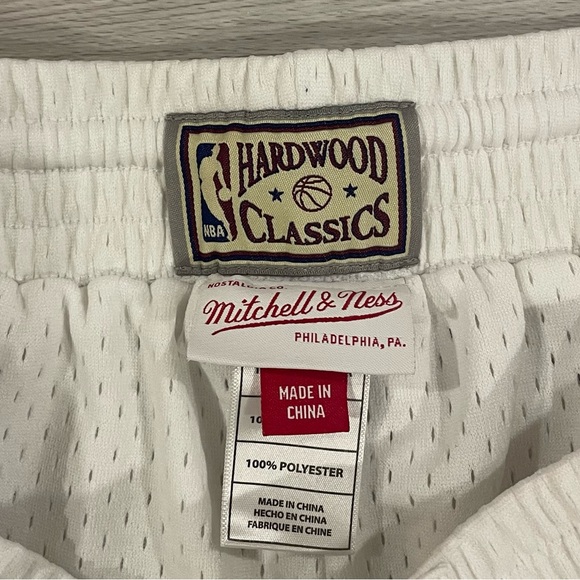 HARDWOOD
NBA
CLASSICS
NOSTALGIA CO.
Mitchell & Ness
PHILADELPHIA, PA.
MADE IN
CHINA
10
100% POLYESTER
MADE IN CHINA
HECHO EN CHINA
FABRIQUE EN CHINE